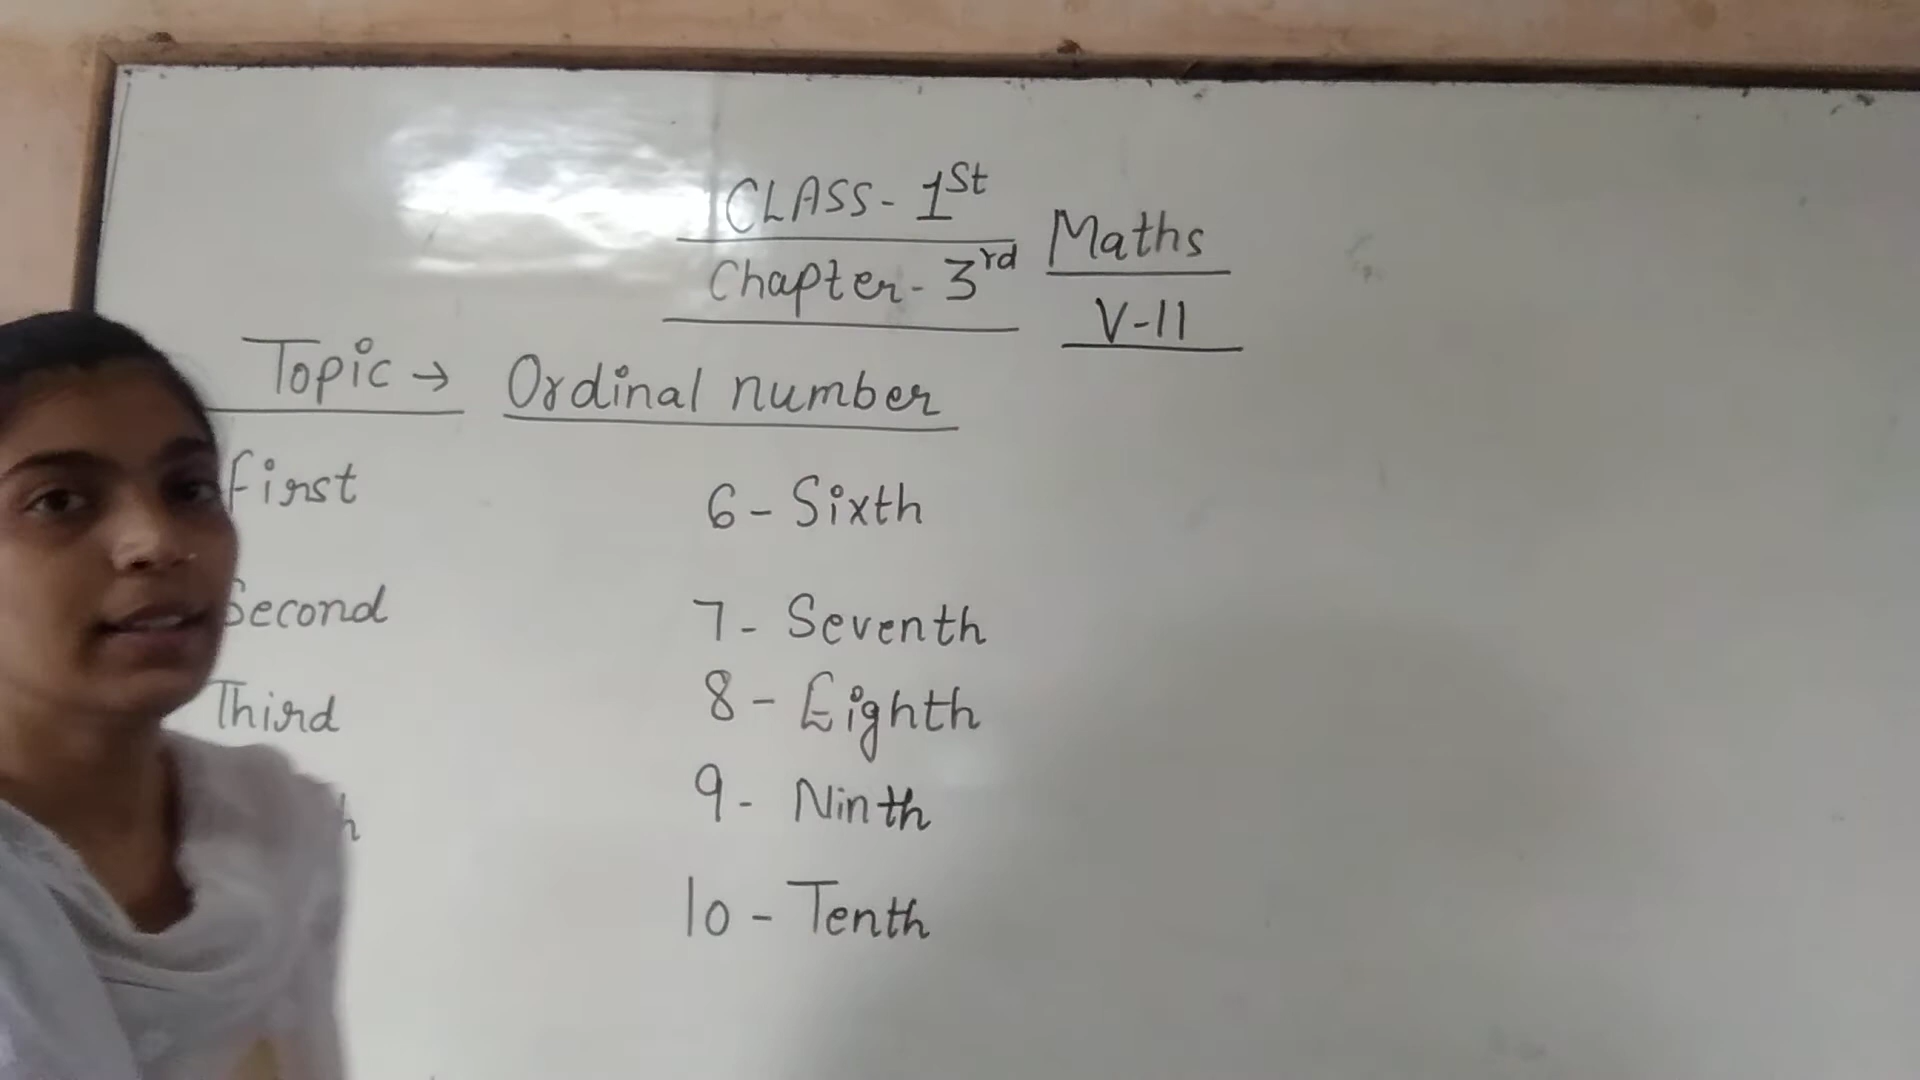 CLASS- 1St
Chapter- 3rd
Maths
V-11
Topic → Ordinal number
First
Second
Third
6- Sixth
7- Seventh
8- Eighth
9- Ninth
10- Tenth